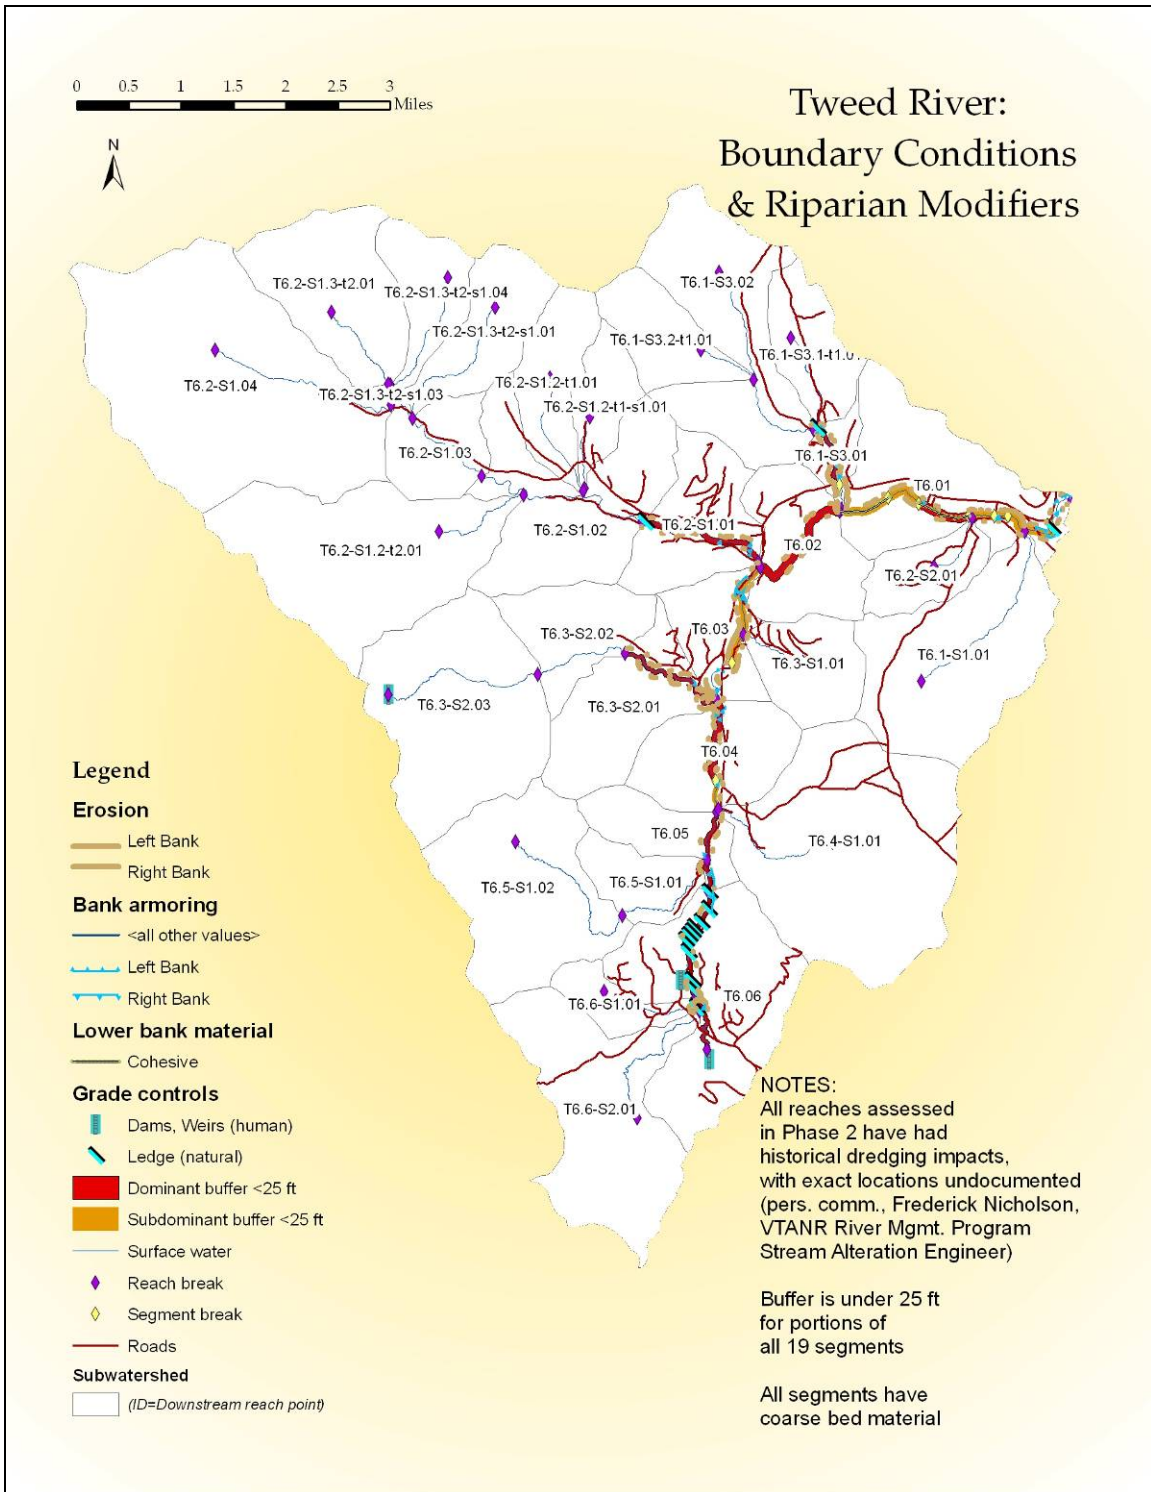 0 0.5 1 1.5 2 2.5 3
Miles
N
Tweed River:
Boundary Conditions
& Riparian Modifiers
T6.2-S1.3-t2.01
T6.2-S1.3-t2-s1.04
T6.1-S3.02
T6.2-S1.3-t2-s1.01
T6.1-S3.2-t1.01
T6.1-S3.1-t1.0
T6.2-S1.04
T6.2-S1.2-t1.01
T6.2-S1.3-t2-s1.03
T6.2-S1.2-t1-s1.01
T6.2-S1.03
T6.1-S3.01
T6.01
T6.2-S1.02
T6.2-S1.01
T6.02
T6.2-S1.2-t2.01
T6.2-S2.01
T6.3-S2.02
T6.03
T6.3-S1.01
T6.1-S1.01
T6.3-S2.03
T6.3-S2.01
T6.04
T6.05
T6.4-S1.01
T6.5-S1.02
T6.5-S1.01
T6.6-S1.01
T6.06
T6.6-S2.01
Legend
Erosion
Left Bank
Right Bank
Bank armoring
<all other values>
Left Bank
Right Bank
Lower bank material
Cohesive
Grade controls
Dams, Weirs (human)
Ledge (natural)
Dominant buffer <25 ft
Subdominant buffer <25 ft
Surface water
Reach break
Segment break
Roads
Subwatershed
(ID=Downstream reach point)
NOTES:
All reaches assessed
in Phase 2 have had
historical dredging impacts,
with exact locations undocumented
(pers. comm., Frederick Nicholson,
VTANR River Mgmt. Program
Stream Alteration Engineer)
Buffer is under 25 ft
for portions of
all 19 segments
All segments have
coarse bed material